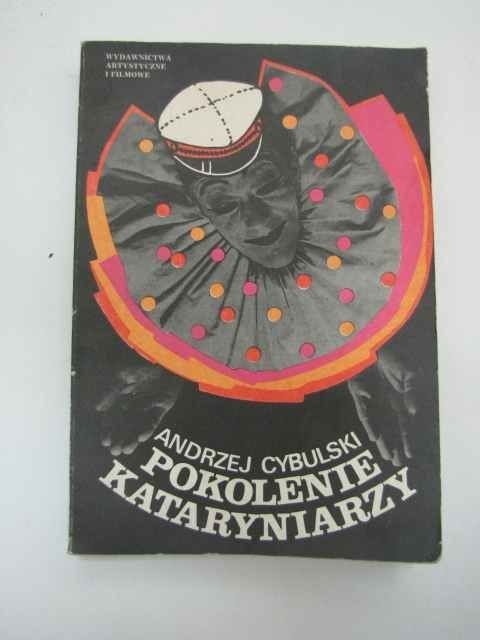 WYDAWNICTWA
ARTYSTYCZNE
I FILMOWE
ANDRZEJ CYBULSKI
POKOLENIE
KATARYNIARZY